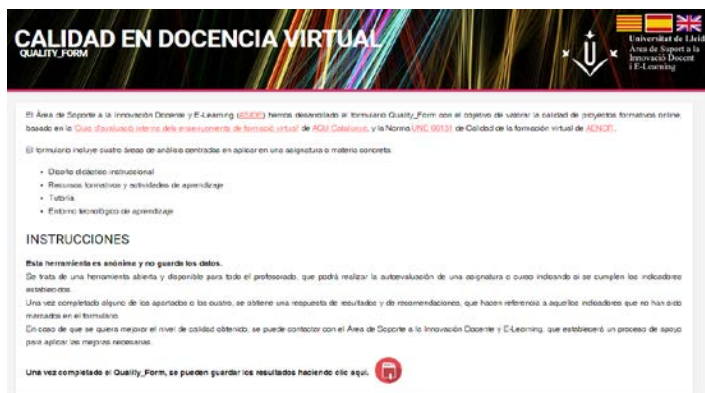 CALIDAD EN DOCENCIA VIRTUAL
QUALITY_FORM
Universitat de Lleida
Àrea de Suport a la
Innovació Docent
i E-Learning
El Área de Soporte a la Innovación Docente y E-Learning (ASIDE) hemos desarrollado el formulario Quality_Form con el objetivo de valorar la calidad de proyectos formativos online,
basado en la 'Guia d'avaluació interna dels ensenyaments de formació virtual' de AQU Catalunya, y la Norma UNE 66181 de Calidad de la formación virtual de AENOR.
El formulario incluye cuatro áreas de análisis centradas en aplicar en una asignatura o materia concreta:
• Diseño didáctico instruccional
• Recursos formativos y actividades de aprendizaje
• Tutoría
• Entorno tecnológico de aprendizaje
INSTRUCCIONES
Esta herramienta es anónima y no guarda los datos.
Se trata de una herramienta abierta y disponible para todo el profesorado, que podrá realizar la autoevaluación de una asignatura o curso indicando si se cumplen los indicadores
establecidos.
Una vez completado alguno de los apartados o los cuatro, se obtiene una respuesta de resultados y de recomendaciones, que hacen referencia a aquellos indicadores que no han sido
marcados en el formulario.
En caso de que se quiera mejorar el nivel de calidad obtenido, se puede contactar con el Área de Soporte a la Innovación Docente y E-Learning, que establecerá un proceso de apoyo
para aplicar las mejoras necesarias.
Una vez completado el Quality_Form, se pueden guardar los resultados haciendo clic aquí.